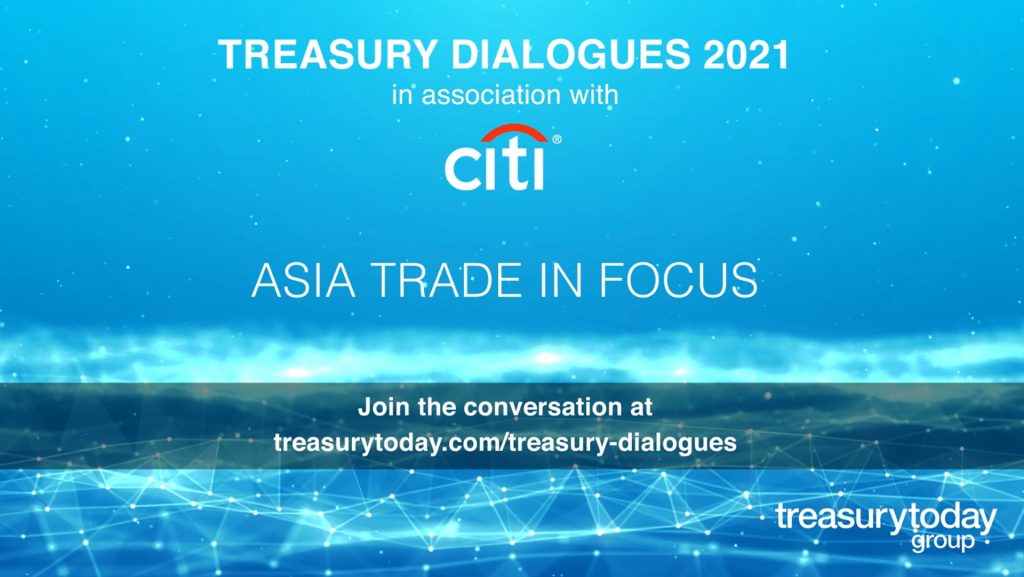 TREASURY DIALOGUES 2021
in association with
citi®
ASIA TRADE IN FOCUS
Join the conversation at
treasurytoday.com/treasury-dialogues
treasurytoday
group